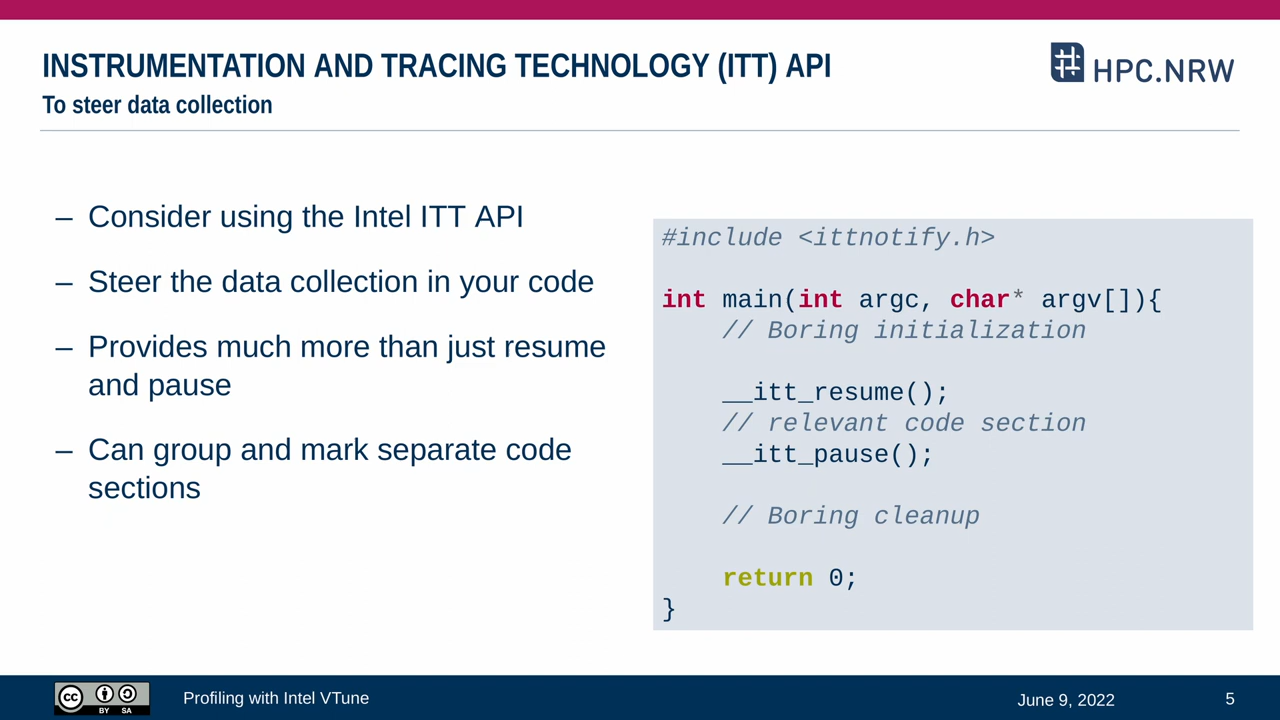 INSTRUMENTATION AND TRACING TECHNOLOGY (ITT) API
To steer data collection
HPC.NRW
– Consider using the Intel ITT API
– Steer the data collection in your code
– Provides much more than just resume
and pause
– Can group and mark separate code
sections
#include <ittnotify.h>
int main(int argc, char* argv[]){
// Boring initialization
__itt_resume();
// relevant code section
__itt_pause();
// Boring cleanup
return 0;
}
cc BY SA
Profiling with Intel VTune
June 9, 2022
5